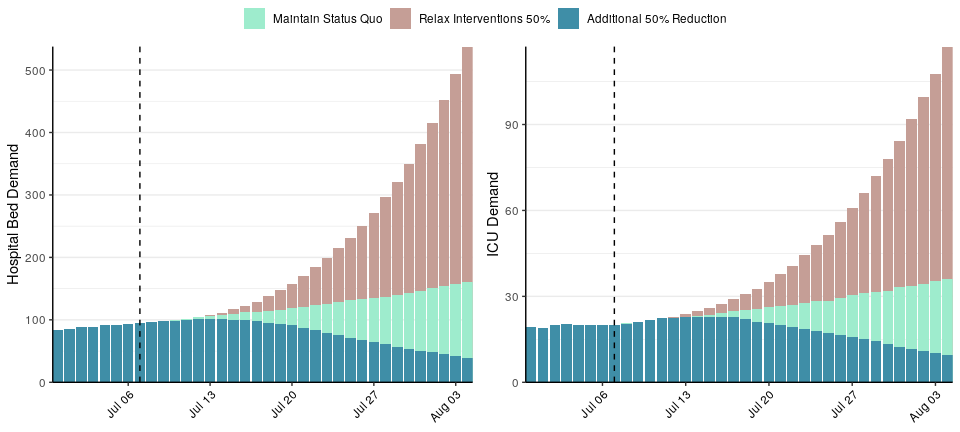 Maintain Status Quo
Relax Interventions 50%
Additional 50% Reduction
Hospital Bed Demand
500
400
300
200
100
0
Jul 06
Jul 13
Jul 20
Jul 27
Aug 03
ICU Demand
90
60
30
0
Jul 06
Jul 13
Jul 20
Jul 27
Aug 03